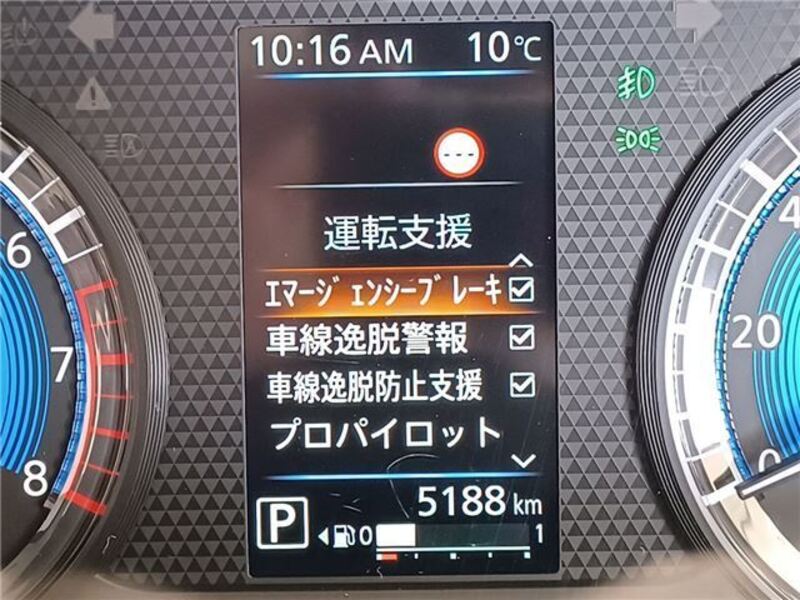 10:16 AM 10℃
---
運転支援
ｴﾏｰｼﾞｪﾝｼｰﾌﾞﾚｰｷ
車線逸脱警報
車線逸脱防止支援
プロパイロット
5188 km
P 0 1
6
7
8
4
20
0